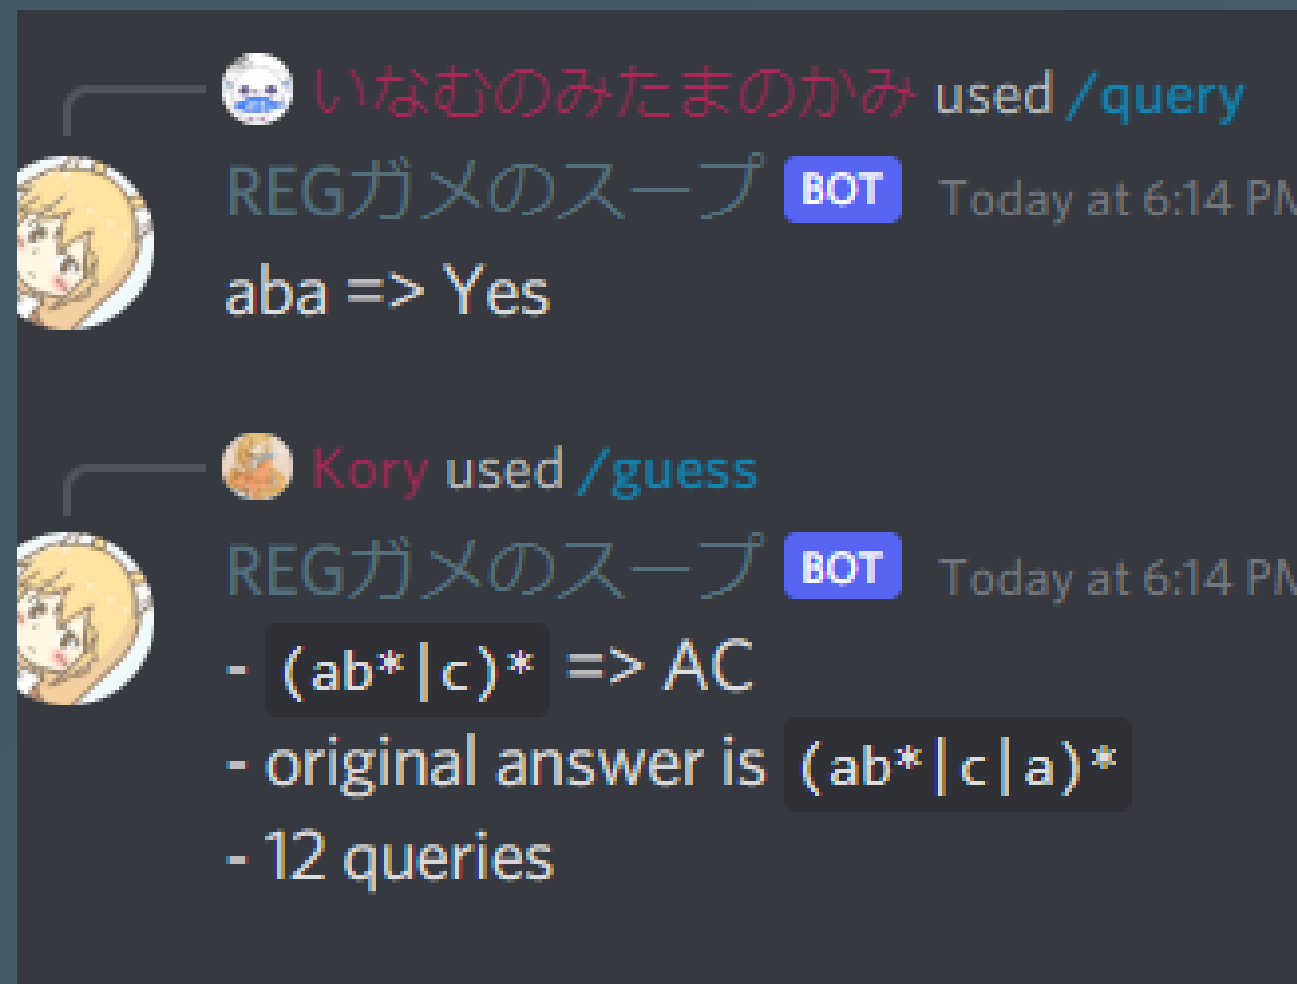 いなむのみたまのかみ used /query
REGガメのスープ BOT Today at 6:14 PM
aba => Yes
Kory used /guess
REGガメのスープ BOT Today at 6:14 PM
- (ab*|c)* => AC
- original answer is (ab*|c|a)*
- 12 queries